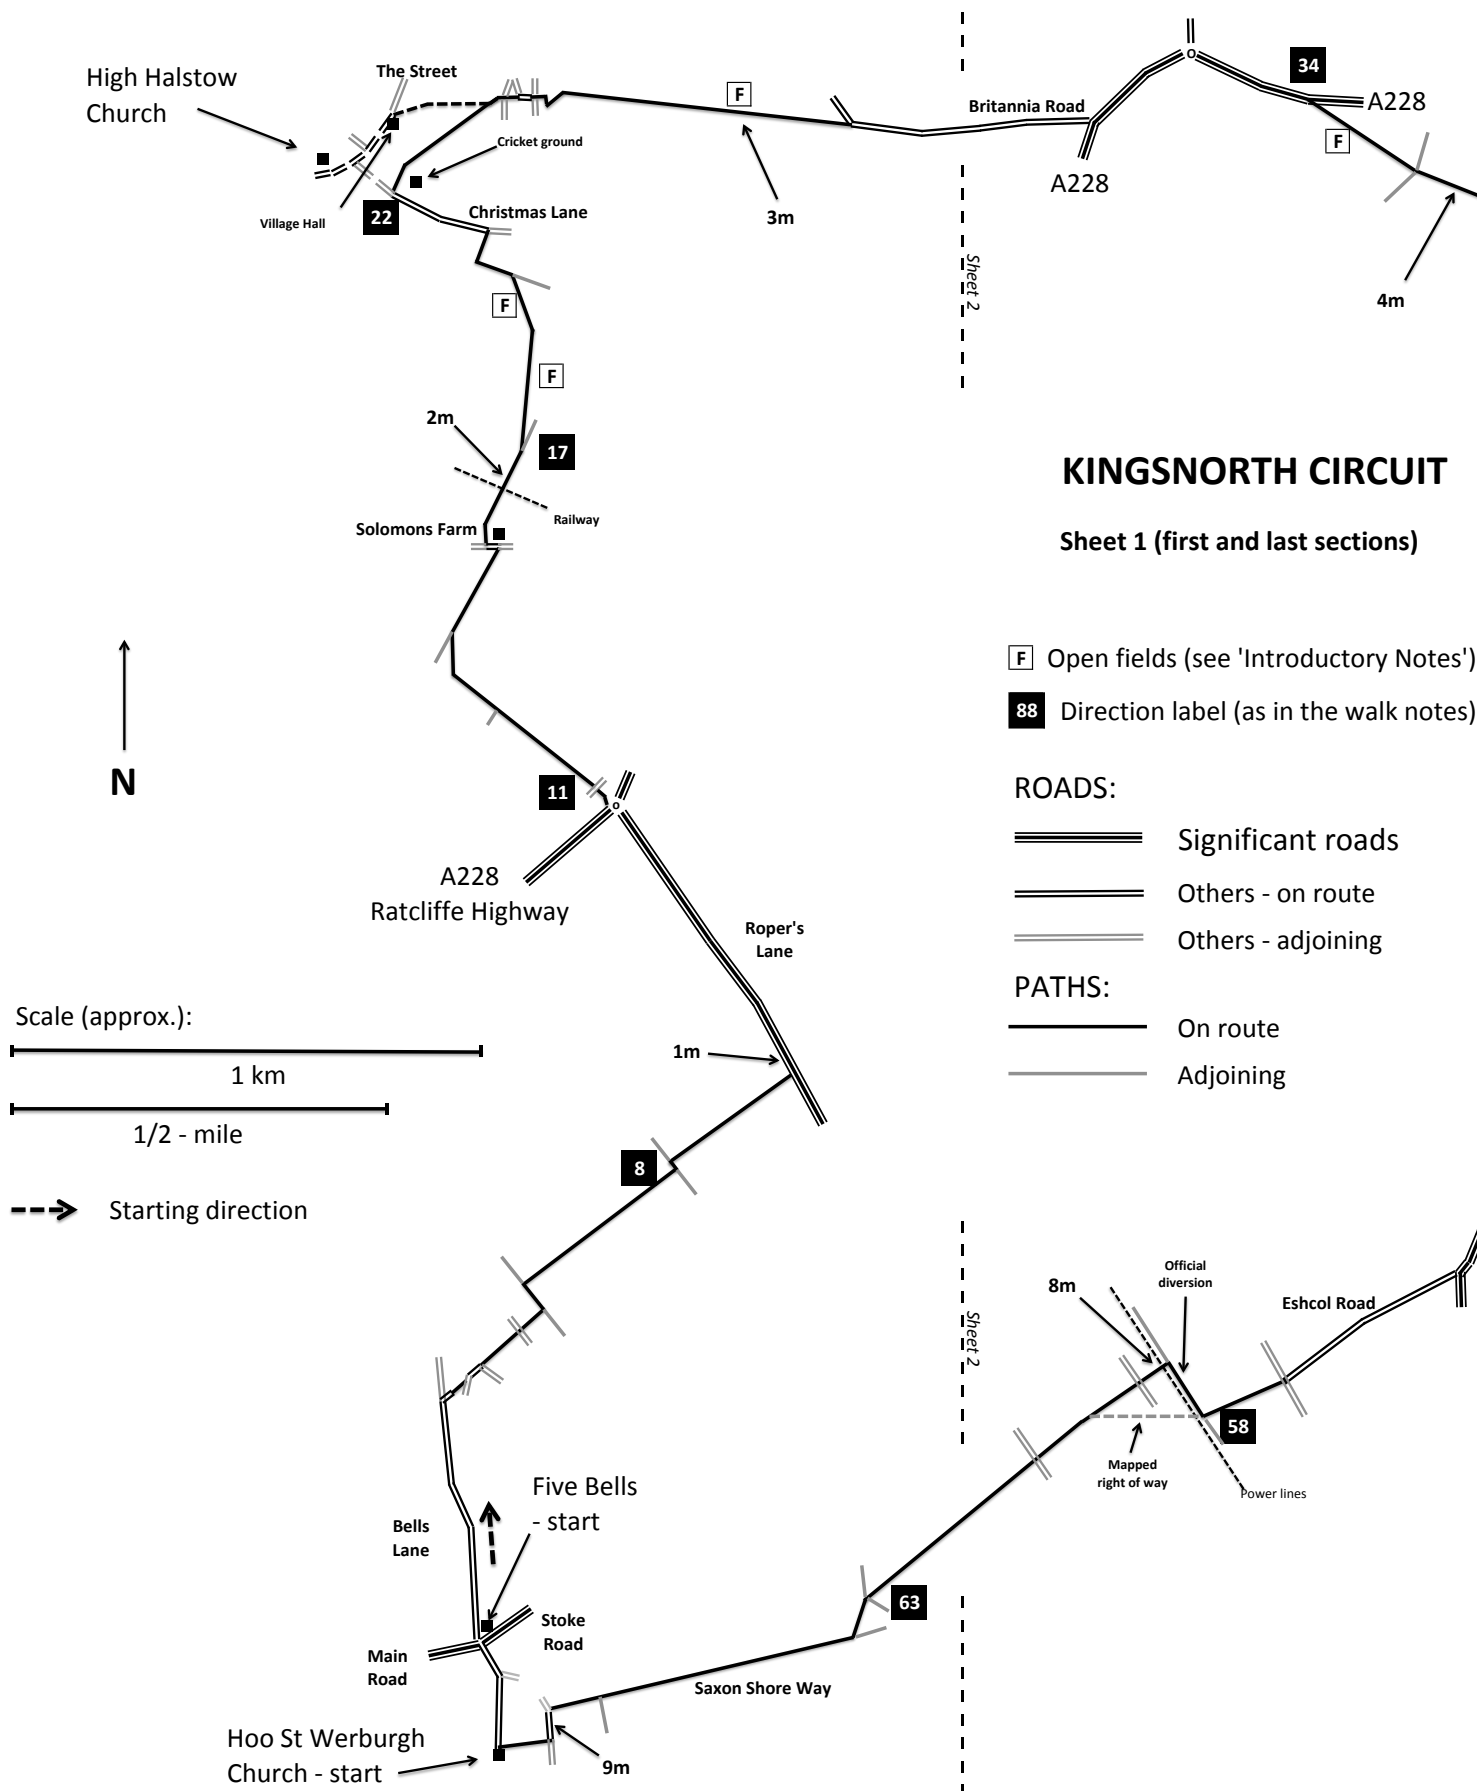 The Street
High Halstow
Church
Cricket ground
Village Hall
22
Christmas Lane
F
3m
Britannia Road
34
A228
F
A228
4m
Sheet 2
F
F
2m
17
Railway
Solomons Farm
KINGSNORTH CIRCUIT
Sheet 1 (first and last sections)
N
F Open fields (see 'Introductory Notes')
88 Direction label (as in the walk notes)
ROADS:
Significant roads
Others - on route
Others - adjoining
PATHS:
On route
Adjoining
11
o
o
A228
Ratcliffe Highway
Roper's
Lane
Scale (approx.):
1 km
1/2 - mile
1m
8
Starting direction
Sheet 2
8m
Official
diversion
Eshcol Road
58
Mapped
right of way
Power lines
Five Bells
- start
Bells
Lane
Stoke
Road
Main
Road
63
Saxon Shore Way
Hoo St Werburgh
Church - start
9m